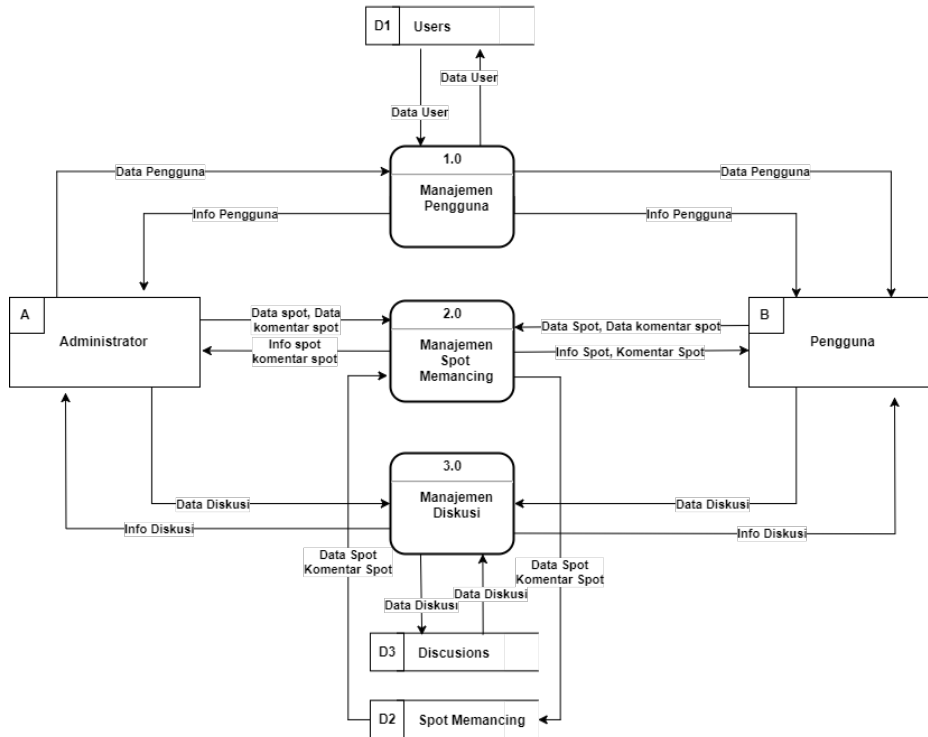 D1 Users
Data User
Data User
1.0
Manajemen
Pengguna
Data Pengguna
Data Pengguna
Info Pengguna
Info Pengguna
A
Administrator
Data spot, Data
komentar spot
Info spot
komentar spot
2.0
Manajemen
Spot
Memancing
Data Spot, Data komentar spot
Info Spot, Komentar Spot
B
Pengguna
3.0
Manajemen
Diskusi
Data Diskusi
Data Diskusi
Info Diskusi
Info Diskusi
Data Spot
Komentar Spot
Data Spot
Komentar Spot
Data Diskusi
Data Diskusi
D3 Discusions
D2 Spot Memancing